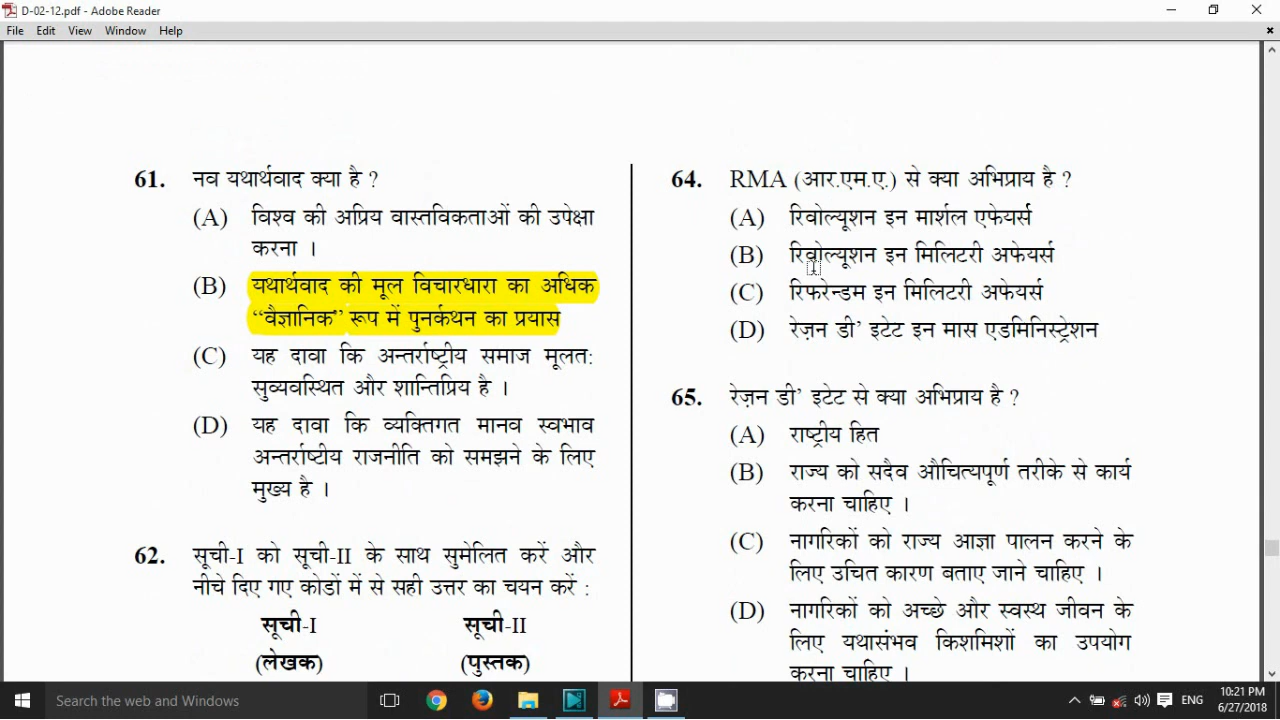 D-02-12.pdf - Adobe Reader
File Edit View Window Help
61. नव यथार्थवाद क्या है ?
(A) विश्व की अप्रिय वास्तविकताओं की उपेक्षा
करना ।
(B) यथार्थवाद की मूल विचारधारा का अधिक
“वैज्ञानिक” रूप में पुनर्कथन का प्रयास
(C) यह दावा कि अन्तर्राष्ट्रीय समाज मूलत:
सुव्यवस्थित और शान्तिप्रिय है ।
(D) यह दावा कि व्यक्तिगत मानव स्वभाव
अन्तर्राष्टीय राजनीति को समझने के लिए
मुख्य है ।
62. सूची-I को सूची-II के साथ सुमेलित करें और
नीचे दिए गए कोडों में से सही उत्तर का चयन करें :
सूची-I सूची-II
(लेखक) (पुस्तक)
64. RMA (आर.एम.ए.) से क्या अभिप्राय है ?
(A) रिवोल्यूशन इन मार्शल एफेयर्स
(B) रिवोल्यूशन इन मिलिटरी अफेयर्स
(C) रिफरेन्डम इन मिलिटरी अफेयर्स
(D) रेज़न डी’ इटेट इन मास एडमिनिस्ट्रेशन
65. रेज़न डी’ इटेट से क्या अभिप्राय है ?
(A) राष्ट्रीय हित
(B) राज्य को सदैव औचित्यपूर्ण तरीके से कार्य
करना चाहिए ।
(C) नागरिकों को राज्य आज्ञा पालन करने के
लिए उचित कारण बताए जाने चाहिए ।
(D) नागरिकों को अच्छे और स्वस्थ जीवन के
लिए यथासंभव किशमिशों का उपयोग
करना चाहिए ।
Search the web and Windows
ENG
10:21 PM
6/27/2018